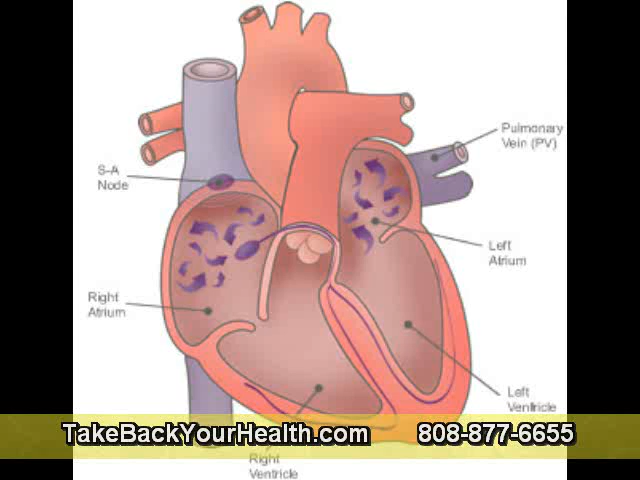 Pulmonary
Vein (PV)
S-A
Node
Left
Atrium
Right
Atrium
Left
Ventricle
TakeBackYourHealth.com 808-877-6655
Right
Ventricle